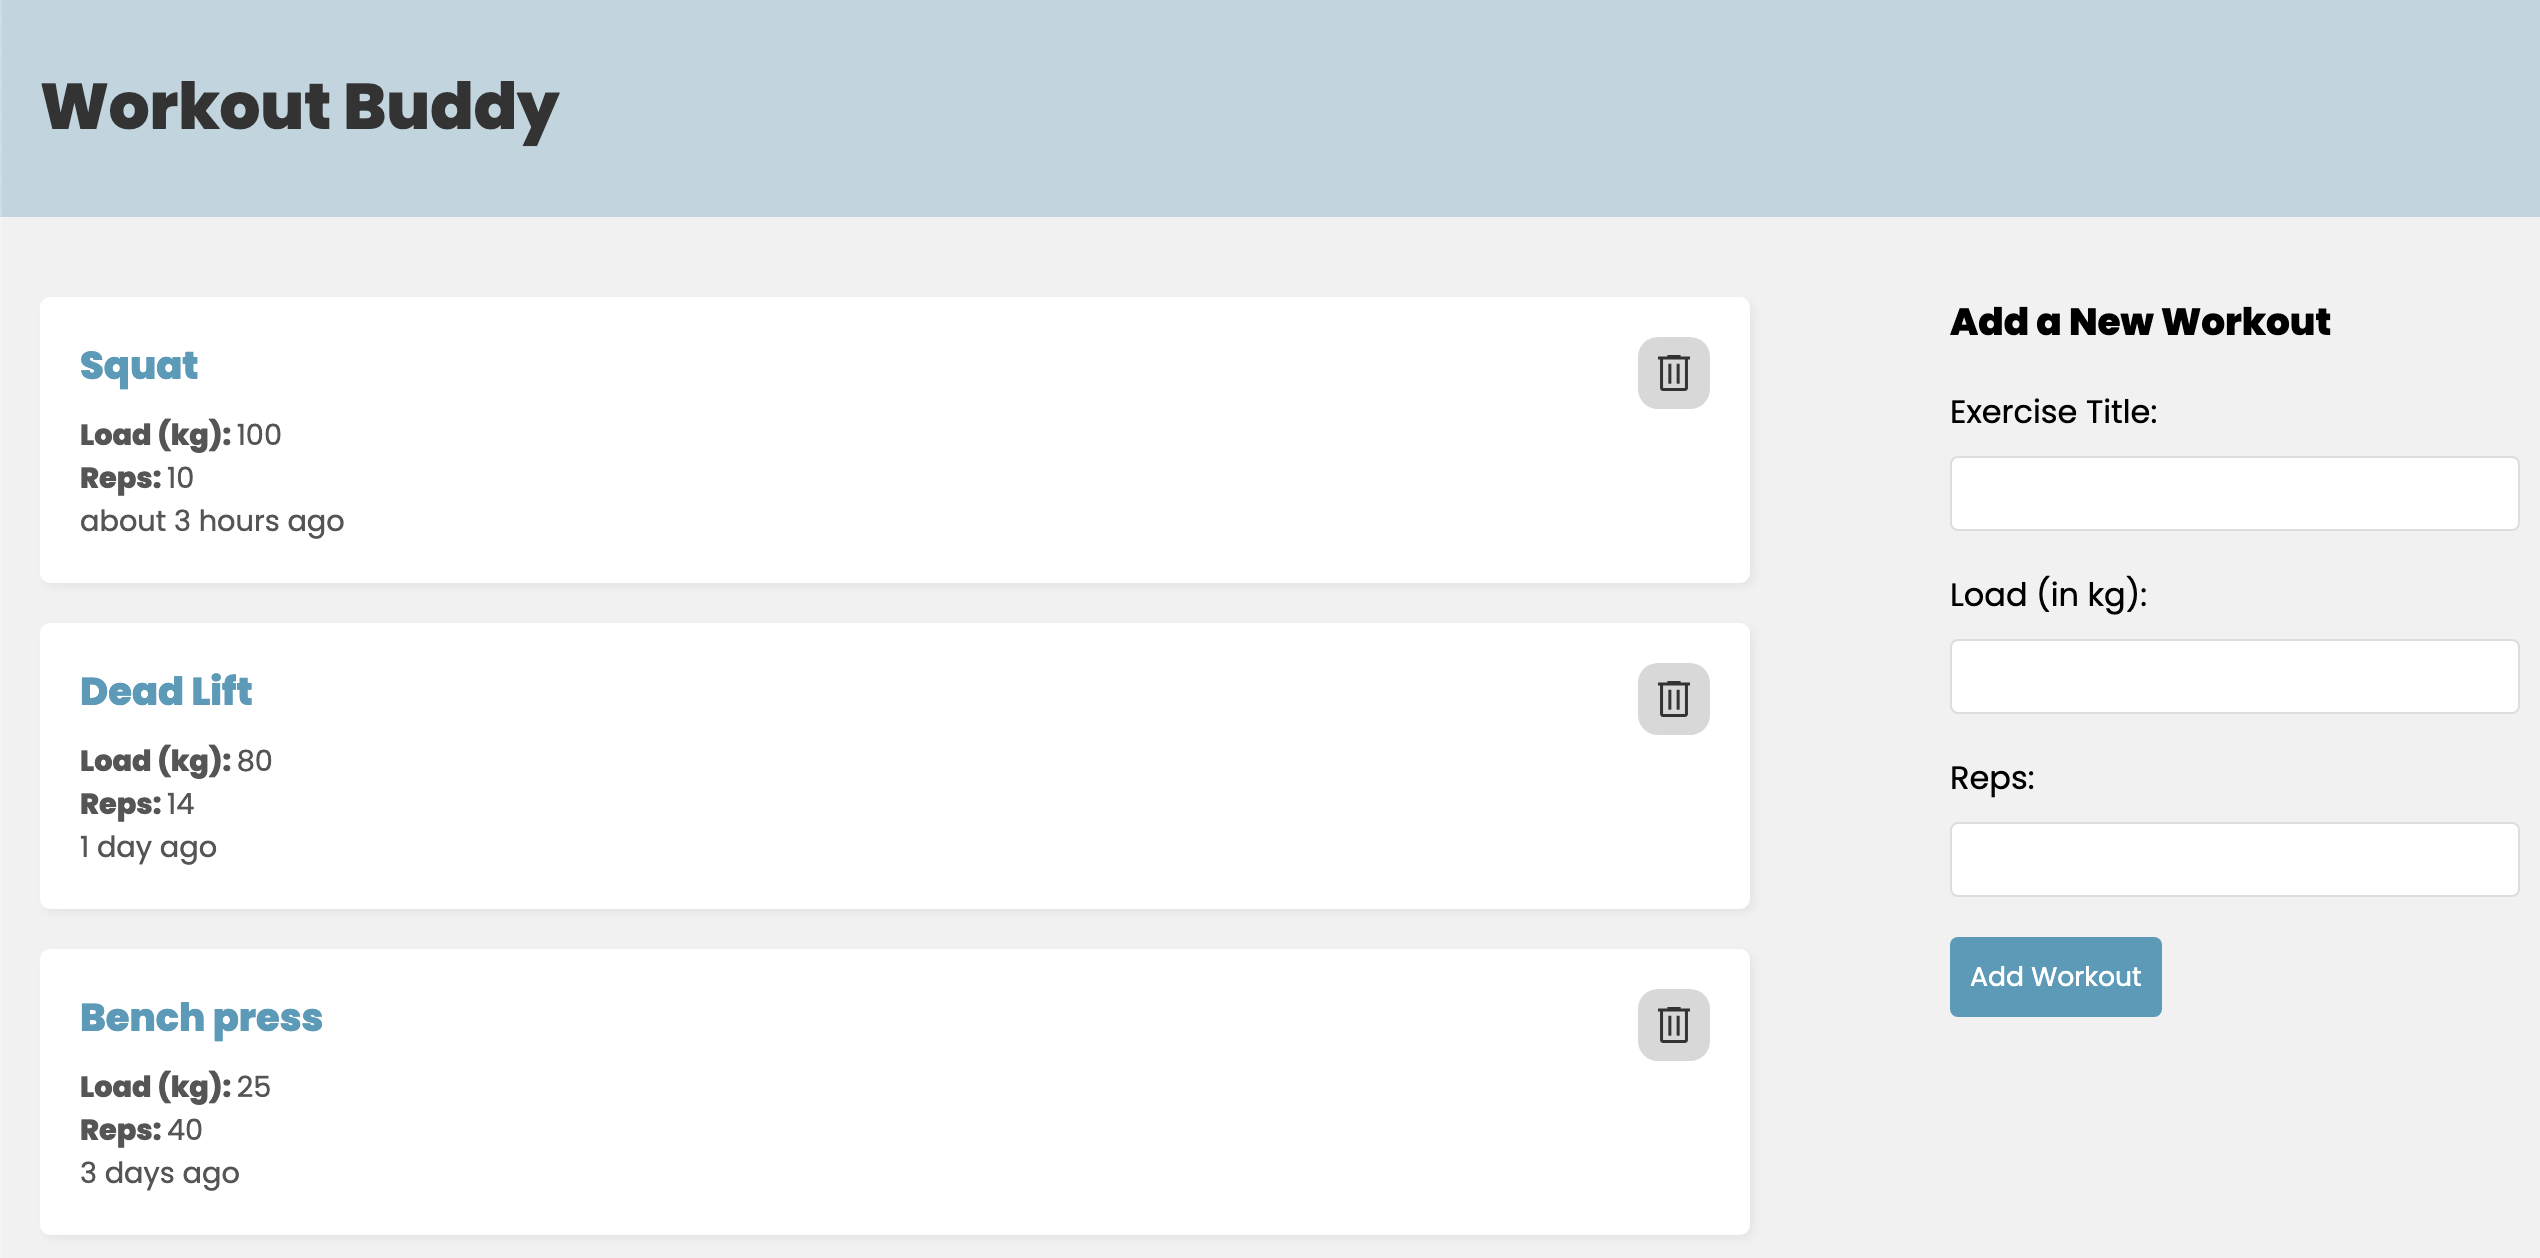 Workout Buddy
Squat
Load (kg): 100
Reps: 10
about 3 hours ago
Dead Lift
Load (kg): 80
Reps: 14
1 day ago
Bench press
Load (kg): 25
Reps: 40
3 days ago
Add a New Workout
Exercise Title:
Load (in kg):
Reps:
Add Workout